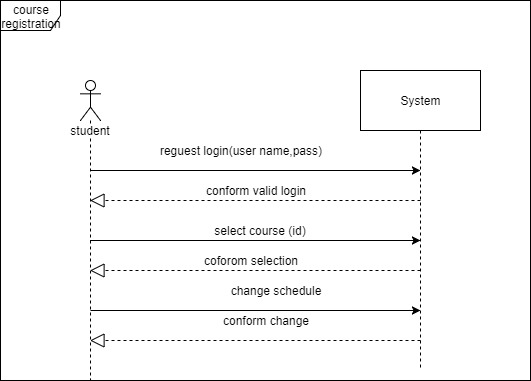 course
registration
System
student
reguest login(user name,pass)
conform valid login
select course (id)
coforom selection
change schedule
conform change